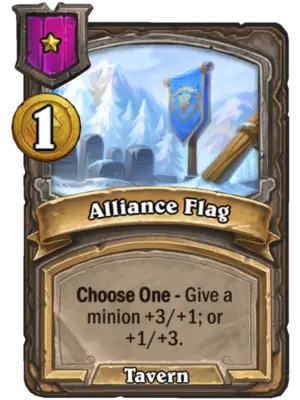 1
Alliance Flag
Choose One - Give a
minion +3/+1; or
+1/+3.
Tavern